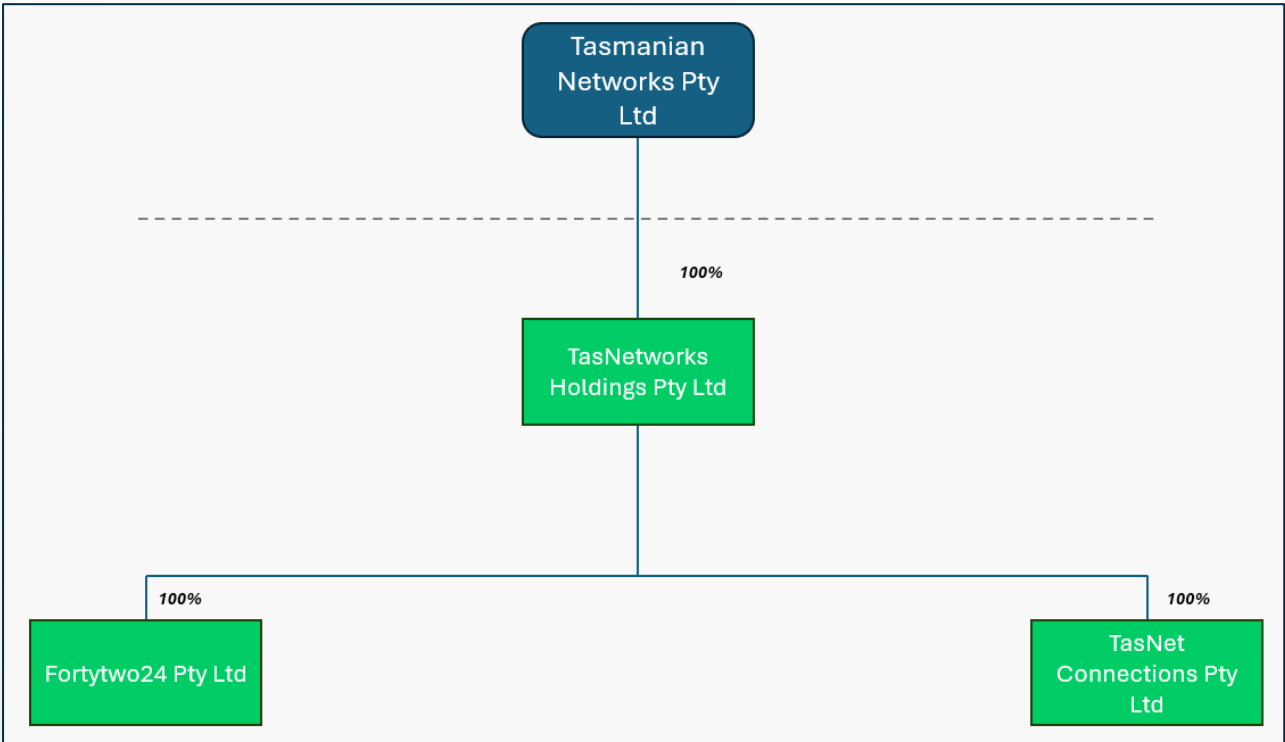 Tasmanian
Networks Pty
Ltd
100%
TasNetworks
Holdings Pty Ltd
100%
100%
Fortytwo24 Pty Ltd
TasNet
Connections Pty
Ltd